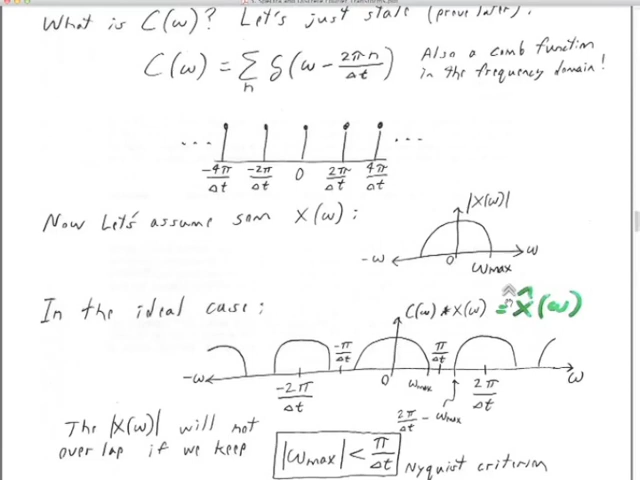 What is C(ω)? Let's just state (prove later).
C(ω) = Σ δ(ω - 2πn/Δt) Also a comb function
n in the frequency domain!
... ...
-4π/Δt -2π/Δt 0 2π/Δt 4π/Δt
Now Let's assume som X(ω): |X(ω)|
-ω 0 ωmax ω
In the ideal case: C(ω) * X(ω) = X̂(ω)
-π/Δt π/Δt
-ω -2π/Δt 0 ωmax 2π/Δt ω
2π/Δt - ωmax
The |X(ω)| will not
overlap if we keep |ωmax| < π/Δt Nyquist criterion